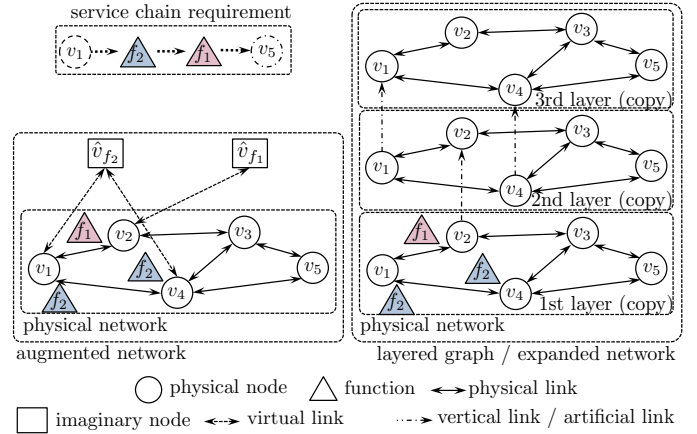 service chain requirement
v₁ f₂ f₁ v₅
v̂_f₂ v̂_f₁
f₁ v₂ v₃
v₁ f₂ v₅
f₂ v₄
physical network
augmented network
v₂ v₃
v₁ v₅
v₄
3rd layer (copy)
v₂ v₃
v₁ v₅
v₄
2nd layer (copy)
f₁ v₂ v₃
v₁ f₂ v₅
f₂ v₄
1st layer (copy)
physical network
layered graph / expanded network
physical node function physical link
imaginary node virtual link vertical link / artificial link